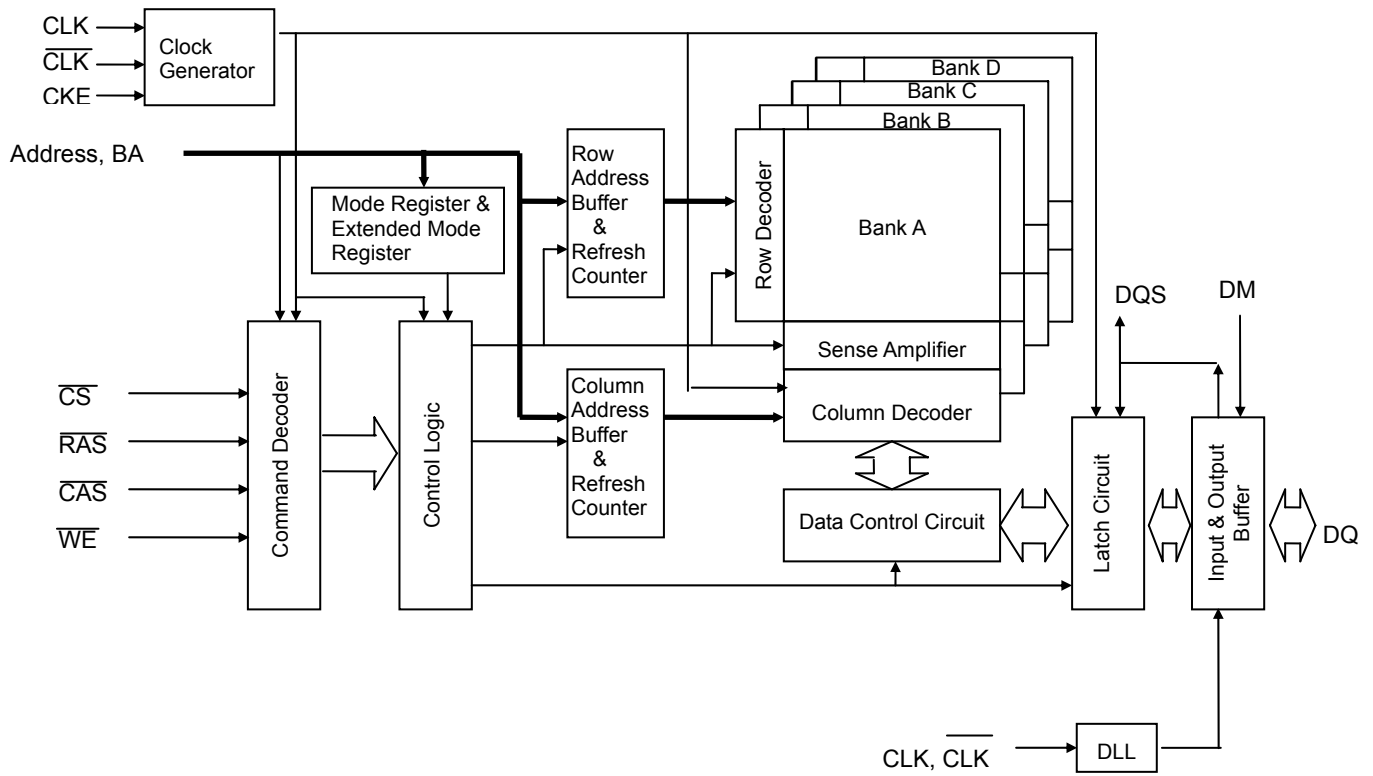 CLK
CLK
CKE
Clock
Generator
Address, BA
Mode Register &
Extended Mode
Register
Row
Address
Buffer
&
Refresh
Counter
Bank D
Bank C
Bank B
Bank A
Row Decoder
Sense Amplifier
Column Decoder
Column
Address
Buffer
&
Refresh
Counter
CS
RAS
CAS
WE
Command Decoder
Control Logic
Data Control Circuit
DQS
DM
Latch Circuit
Input & Output
Buffer
DQ
CLK, CLK
DLL